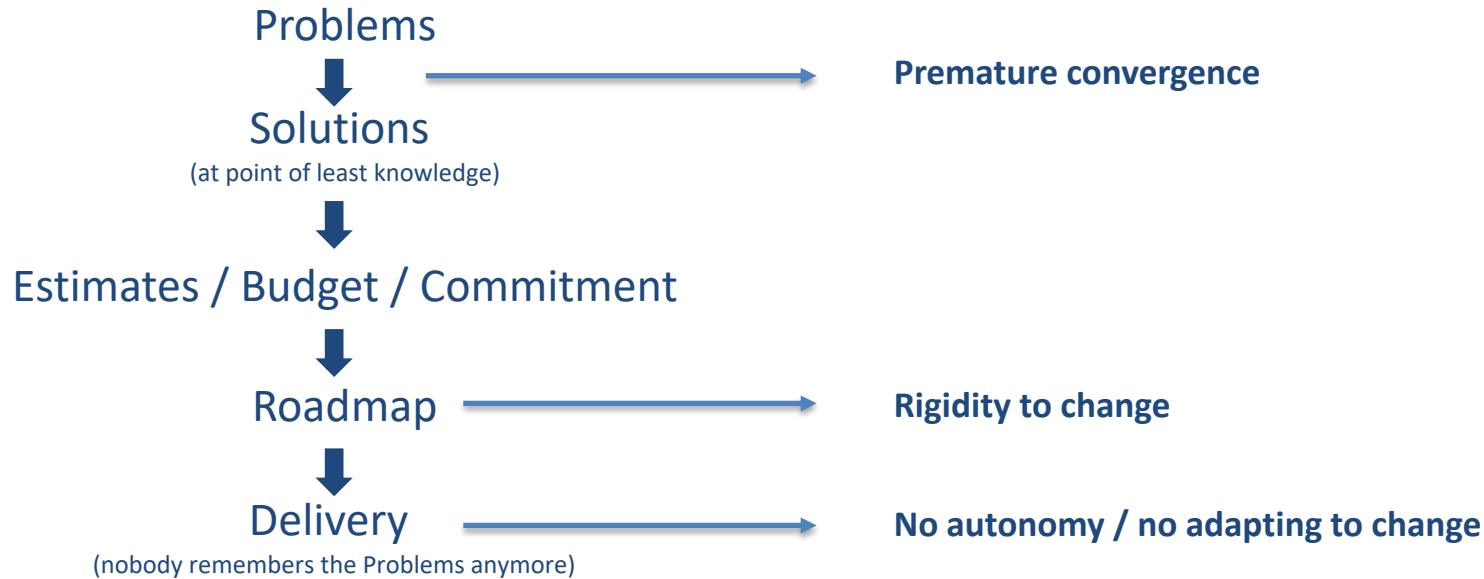 Problems
Premature convergence
Solutions
(at point of least knowledge)
Estimates / Budget / Commitment
Roadmap
Rigidity to change
Delivery
No autonomy / no adapting to change
(nobody remembers the Problems anymore)